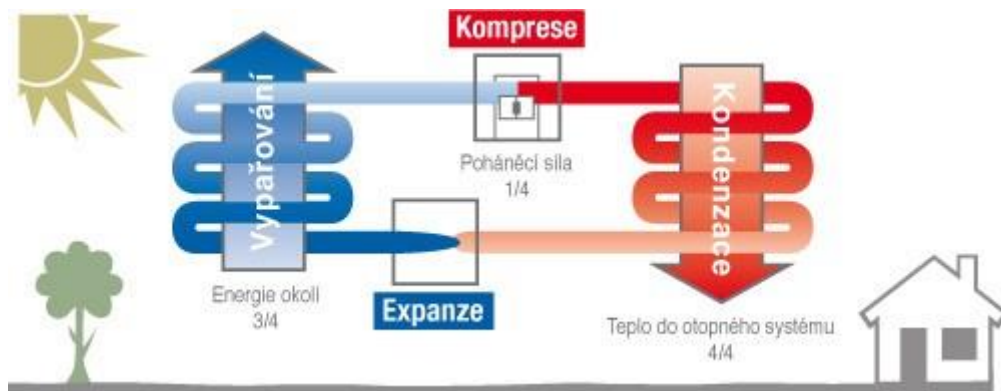 Komprese
Vypařování
Kondenzace
Poháněcí síla
1/4
Energie okolí
3/4
Expanze
Teplo do otopného systému
4/4